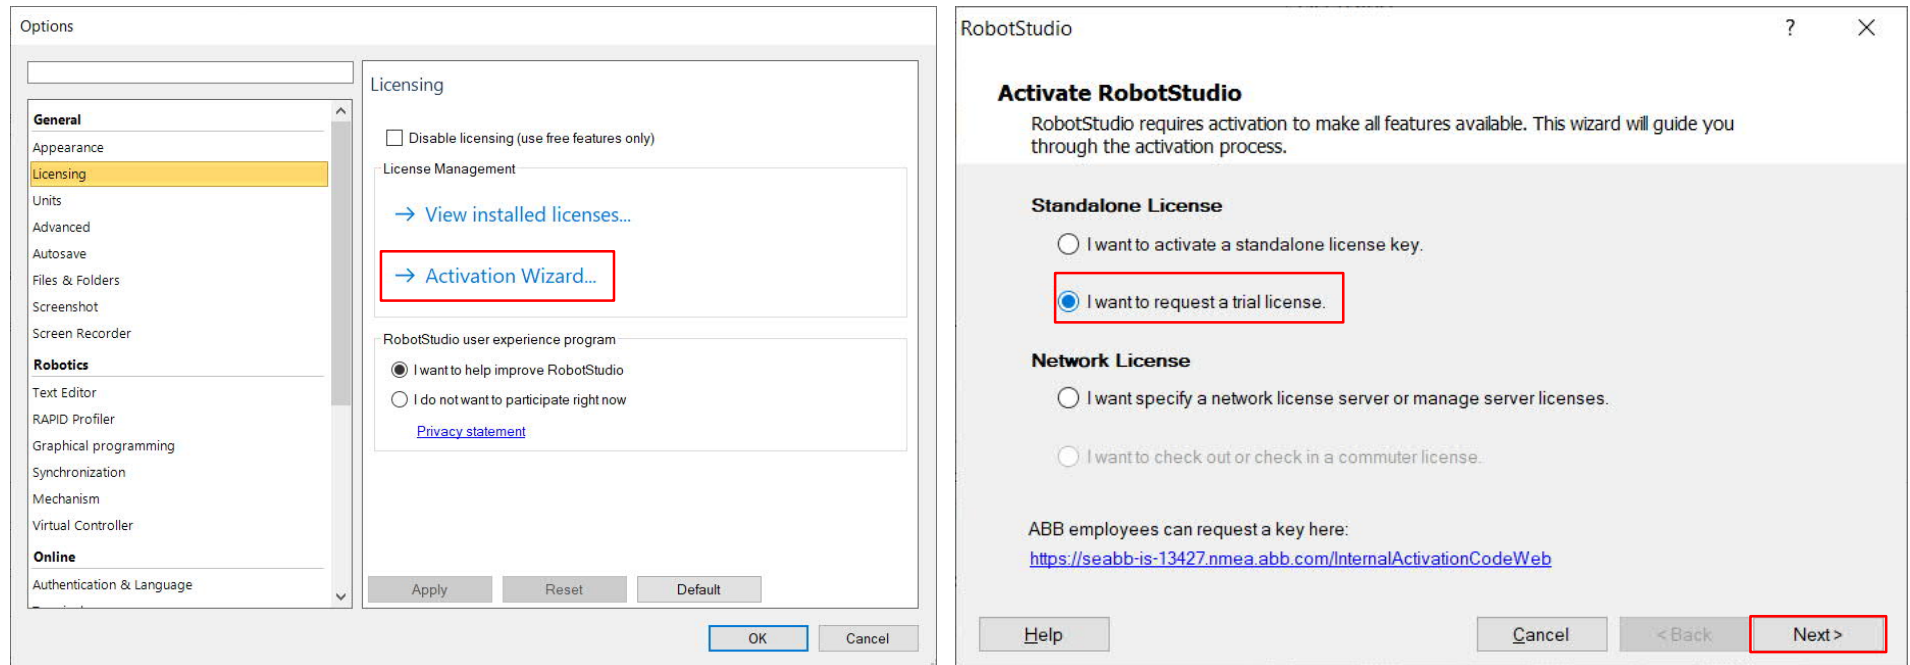 Options
General
Appearance
Licensing
Units
Advanced
Autosave
Files & Folders
Screenshot
Screen Recorder
Robotics
Text Editor
RAPID Profiler
Graphical programming
Synchronization
Mechanism
Virtual Controller
Online
Authentication & Language
Licensing
Disable licensing (use free features only)
License Management
View installed licenses...
Activation Wizard...
RobotStudio user experience program
I want to help improve RobotStudio
I do not want to participate right now
Privacy statement
Apply Reset Default
OK Cancel
RobotStudio ?
Activate RobotStudio
RobotStudio requires activation to make all features available. This wizard will guide you
through the activation process.
Standalone License
I want to activate a standalone license key.
I want to request a trial license.
Network License
I want specify a network license server or manage server licenses.
I want to check out or check in a commuter license.
ABB employees can request a key here:
https://seabb-is-13427.nmea.abb.com/InternalActivationCodeWeb
Help Cancel <Back Next>